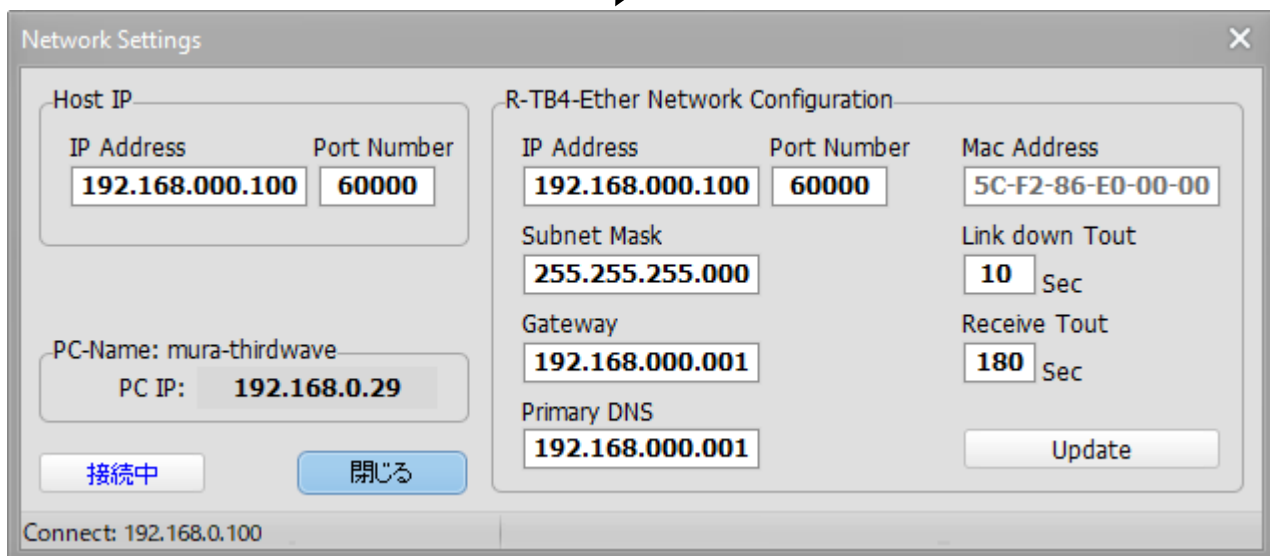 Network Settings
Host IP
IP Address Port Number
192.168.000.100 60000
PC-Name: mura-thirdwave
PC IP: 192.168.0.29
接続中 閉じる
R-TB4-Ether Network Configuration
IP Address Port Number Mac Address
192.168.000.100 60000 5C-F2-86-E0-00-00
Subnet Mask Link down Tout
255.255.255.000 10 Sec
Gateway Receive Tout
192.168.000.001 180 Sec
Primary DNS
192.168.000.001 Update
Connect: 192.168.0.100